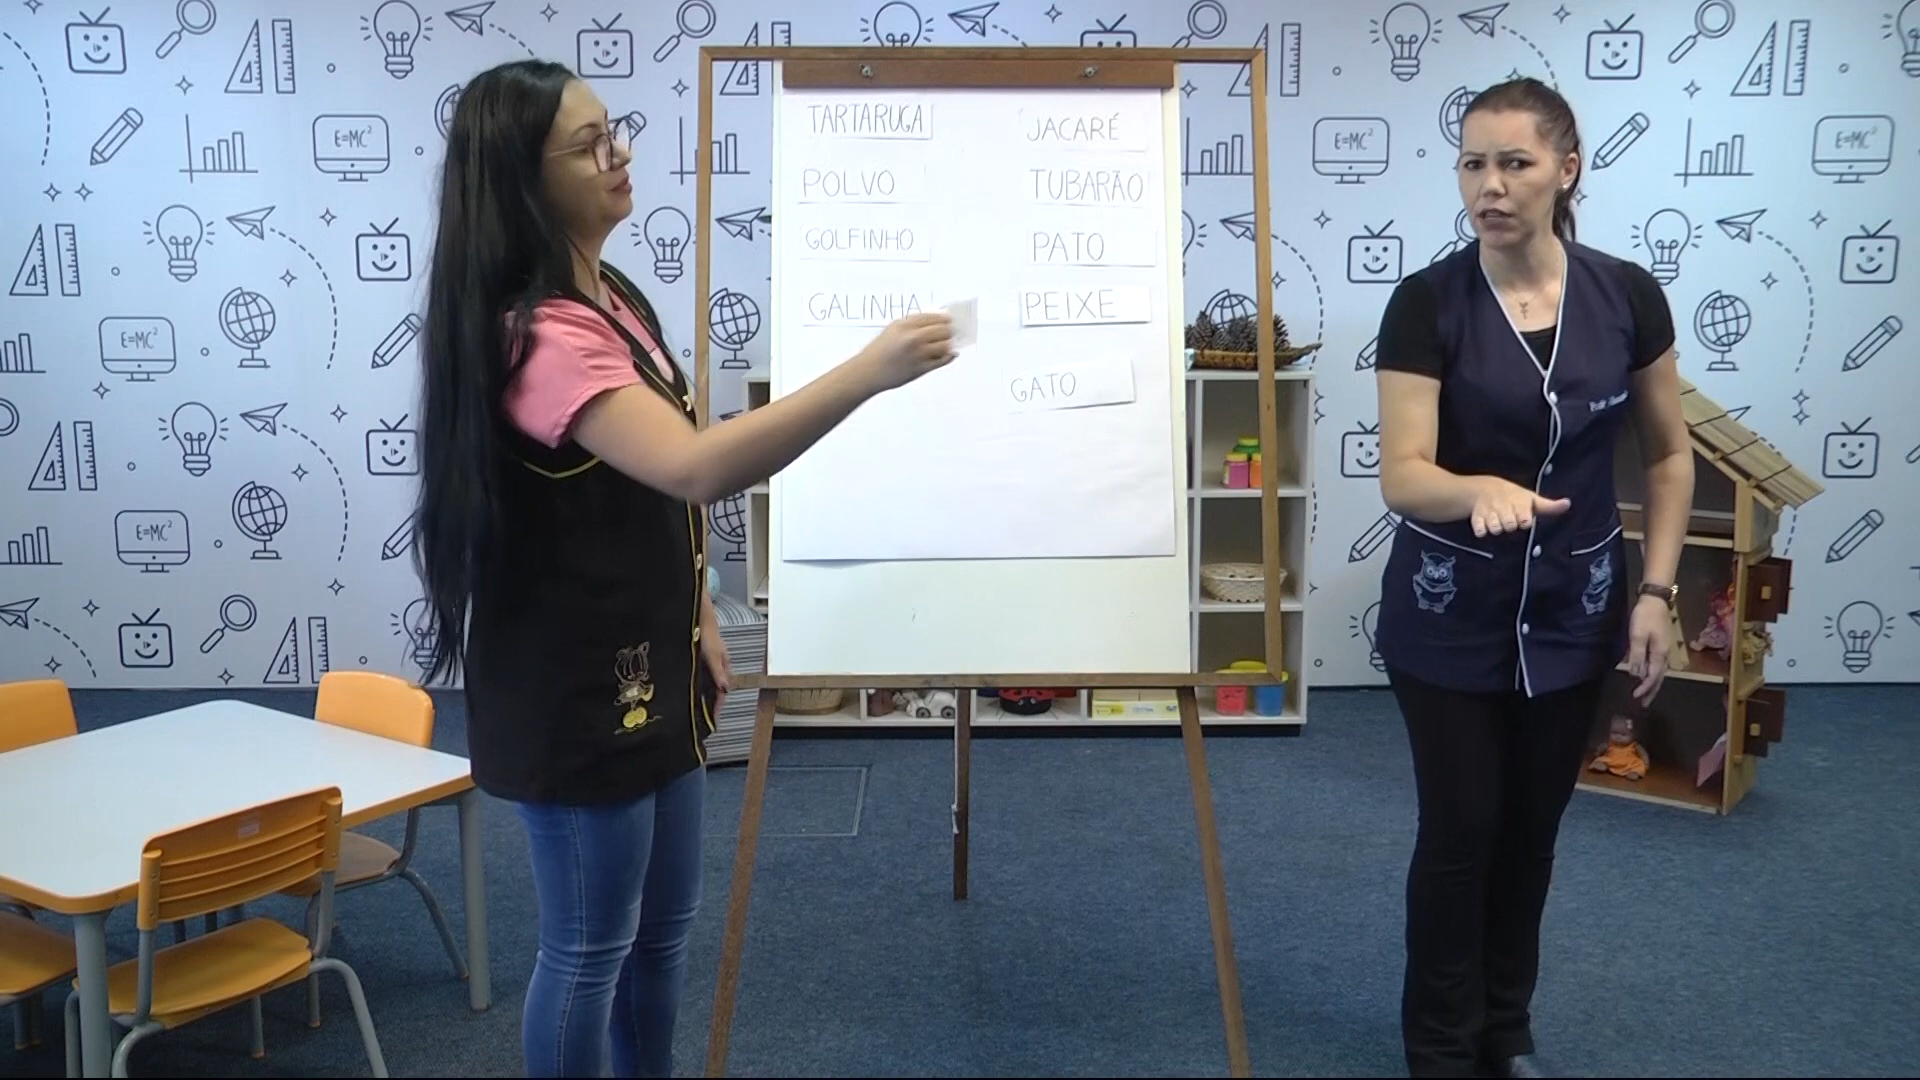 TARTARUGA
JACARÉ
POLVO
TUBARÃO
GOLFINHO
PATO
GALINHA
PEIXE
GATO
E=MC²
E=MC²
E=MC²
E=MC²
E=MC²